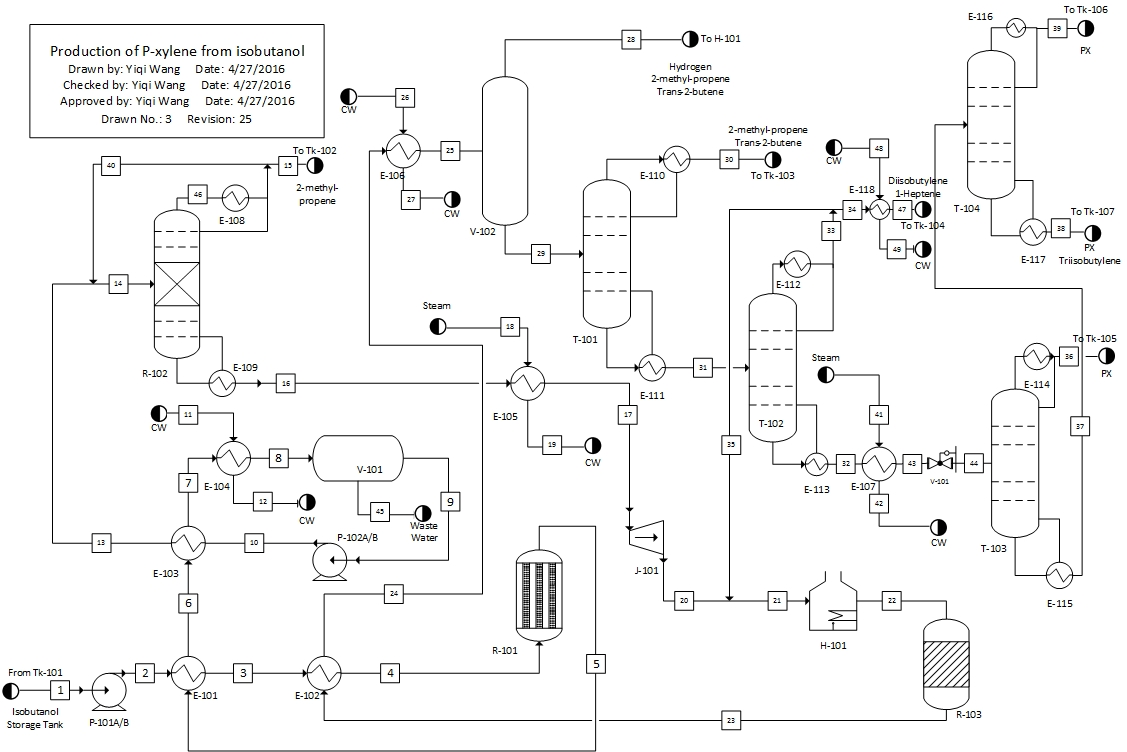 Production of P-xylene from isobutanol
Drawn by: Yiqi Wang Date: 4/27/2016
Checked by: Yiqi Wang Date: 4/27/2016
Approved by: Yiqi Wang Date: 4/27/2016
Drawn No.: 3 Revision: 25
28
To H-101
Hydrogen
2-methyl-propene
Trans-2-butene
E-116
39
To Tk-106
PX
CW
26
E-106
25
27
CW
V-102
29
40
15
To Tk-102
2-methyl-
propene
46
E-108
14
R-102
E-109
16
2-methyl-propene
Trans-2-butene
E-110
30
To Tk-103
T-101
E-111
31
CW
48
E-118
Diisobutylene
1-Heptene
34
47
To Tk-104
33
49
CW
E-112
T-102
T-104
To Tk-107
38
E-117
PX
Triisobutylene
Steam
18
E-105
17
19
CW
Steam
41
E-113
32
E-107
43
V-101
44
42
CW
35
To Tk-105
36
E-114
PX
37
T-103
E-115
CW
11
7
E-104
8
V-101
9
12
CW
45
Waste
Water
P-102A/B
13
E-103
10
6
24
R-101
J-101
20
21
H-101
22
R-103
From Tk-101
1
Isobutanol
Storage Tank
P-101A/B
2
E-101
3
E-102
4
5
23